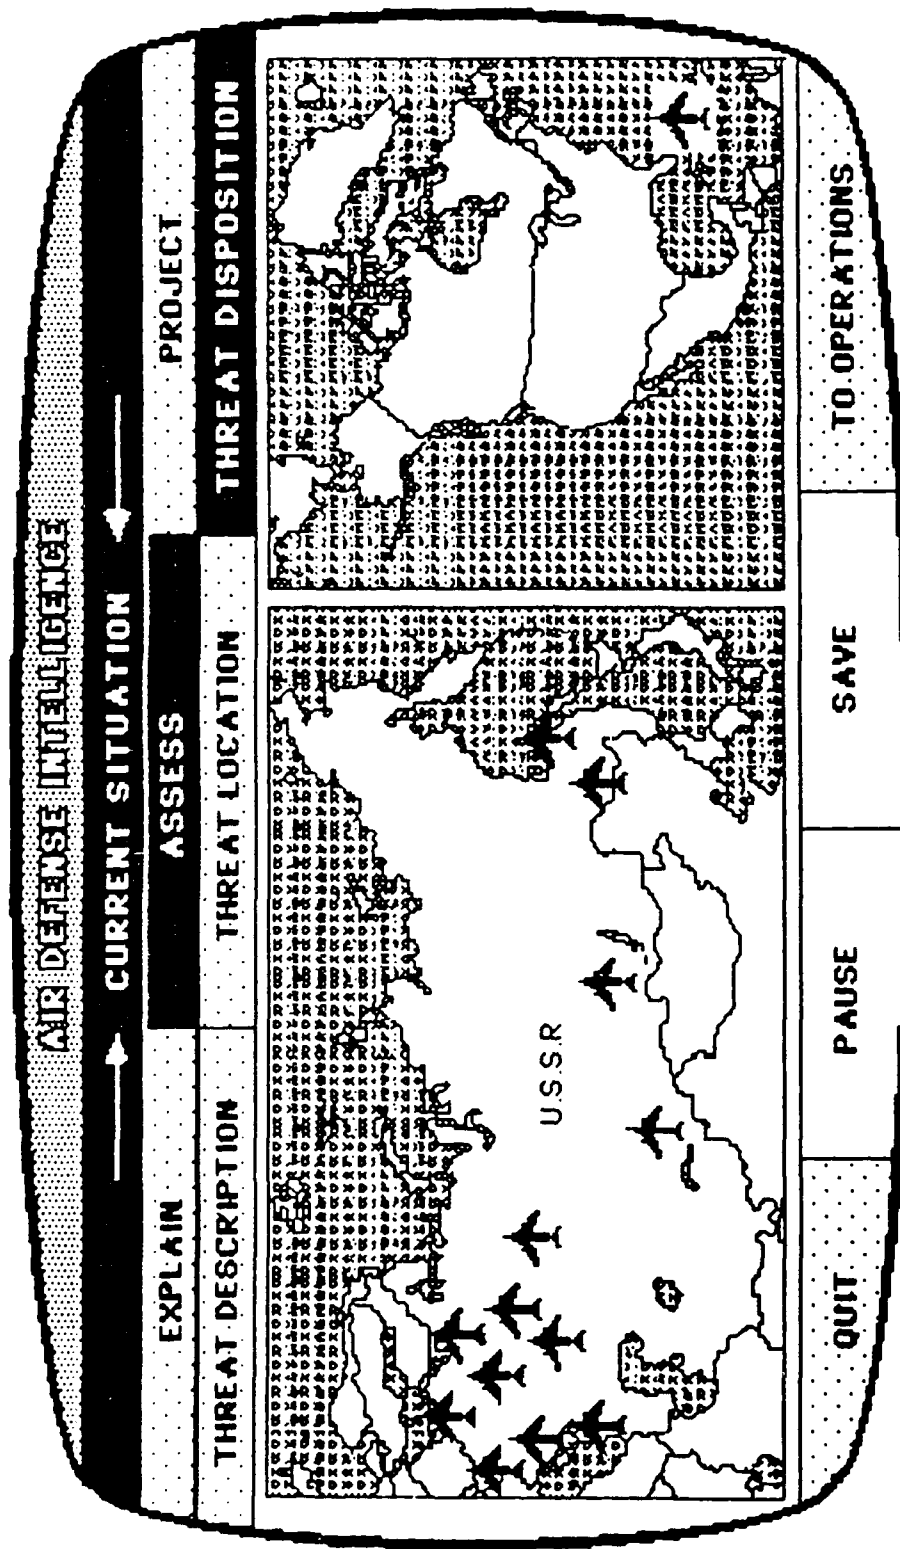 AIR DEFENSE INTELLIGENCE
CURRENT SITUATION
EXPLAIN ASSESS PROJECT
THREAT DESCRIPTION THREAT LOCATION THREAT DISPOSITION
U.S.S.R
QUIT PAUSE SAVE TO OPERATIONS